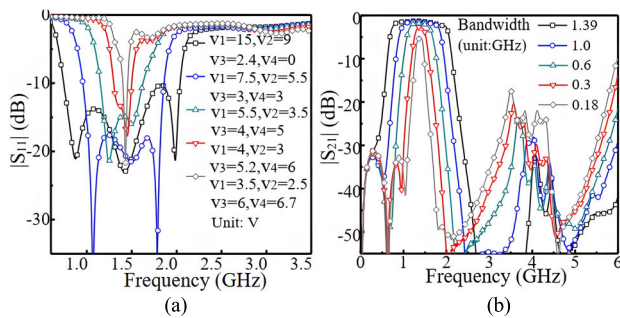 (a)
0
-10
-20
-30
|S11| (dB)
v1=15,v2=9
v3=2.4,v4=0
v1=7.5,v2=5.5
v3=3,v4=3
v1=5.5,v2=3.5
v3=4,v4=5
v1=4,v2=3
v3=5.2,v4=6
v1=3.5,v2=2.5
v3=6,v4=6.7
Unit: V
1.0 1.5 2.0 2.5 3.0 3.5
Frequency (GHz)
(a)
(b)
0
-10
-20
-30
-40
-50
|S21| (dB)
Bandwidth
(unit:GHz)
1.39
1.0
0.6
0.3
0.18
0 1 2 3 4 5 6
Frequency (GHz)
(b)